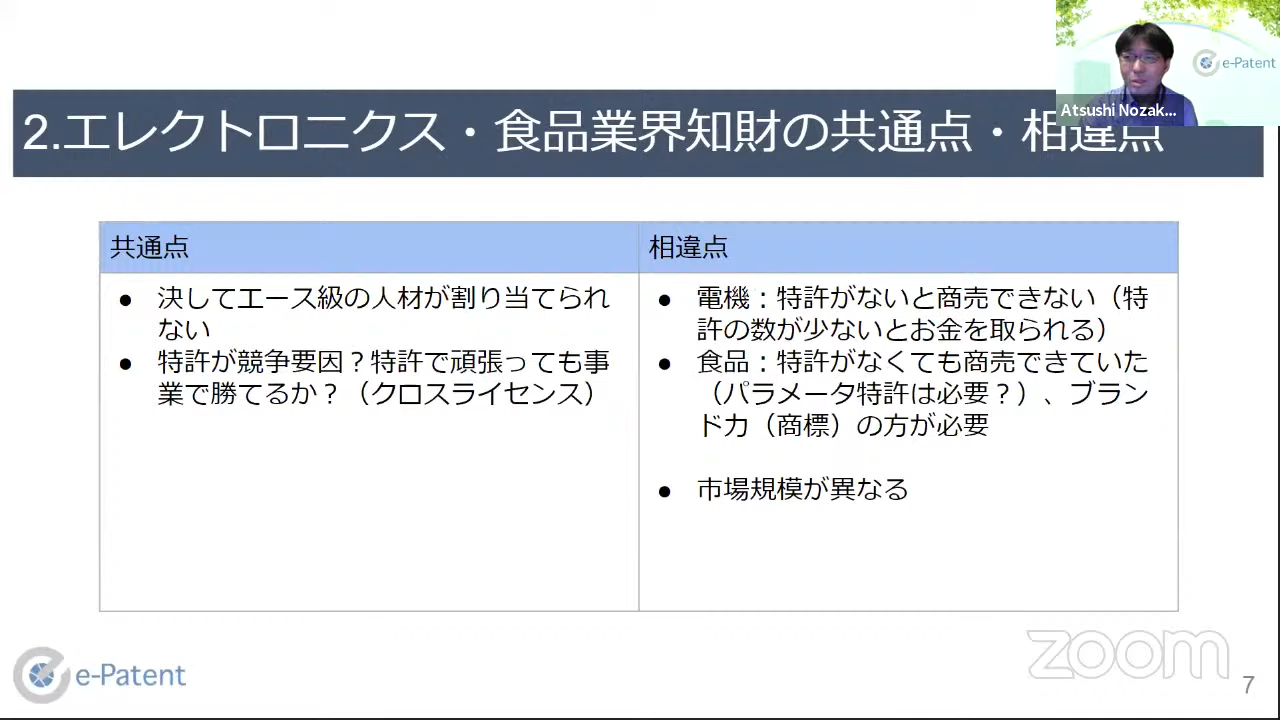 e-Patent
Atsushi Nozak...
2.エレクトロニクス・食品業界知財の共通点・相違点
共通点
● 決してエース級の人材が割り当てられ
ない
● 特許が競争要因？特許で頑張っても事
業で勝てるか？（クロスライセンス）
相違点
● 電機：特許がないと商売できない（特
許の数が少ないとお金を取られる）
● 食品：特許がなくても商売できていた
（パラメータ特許は必要？）、ブラン
ド力（商標）の方が必要
● 市場規模が異なる
e-Patent
zoom
7